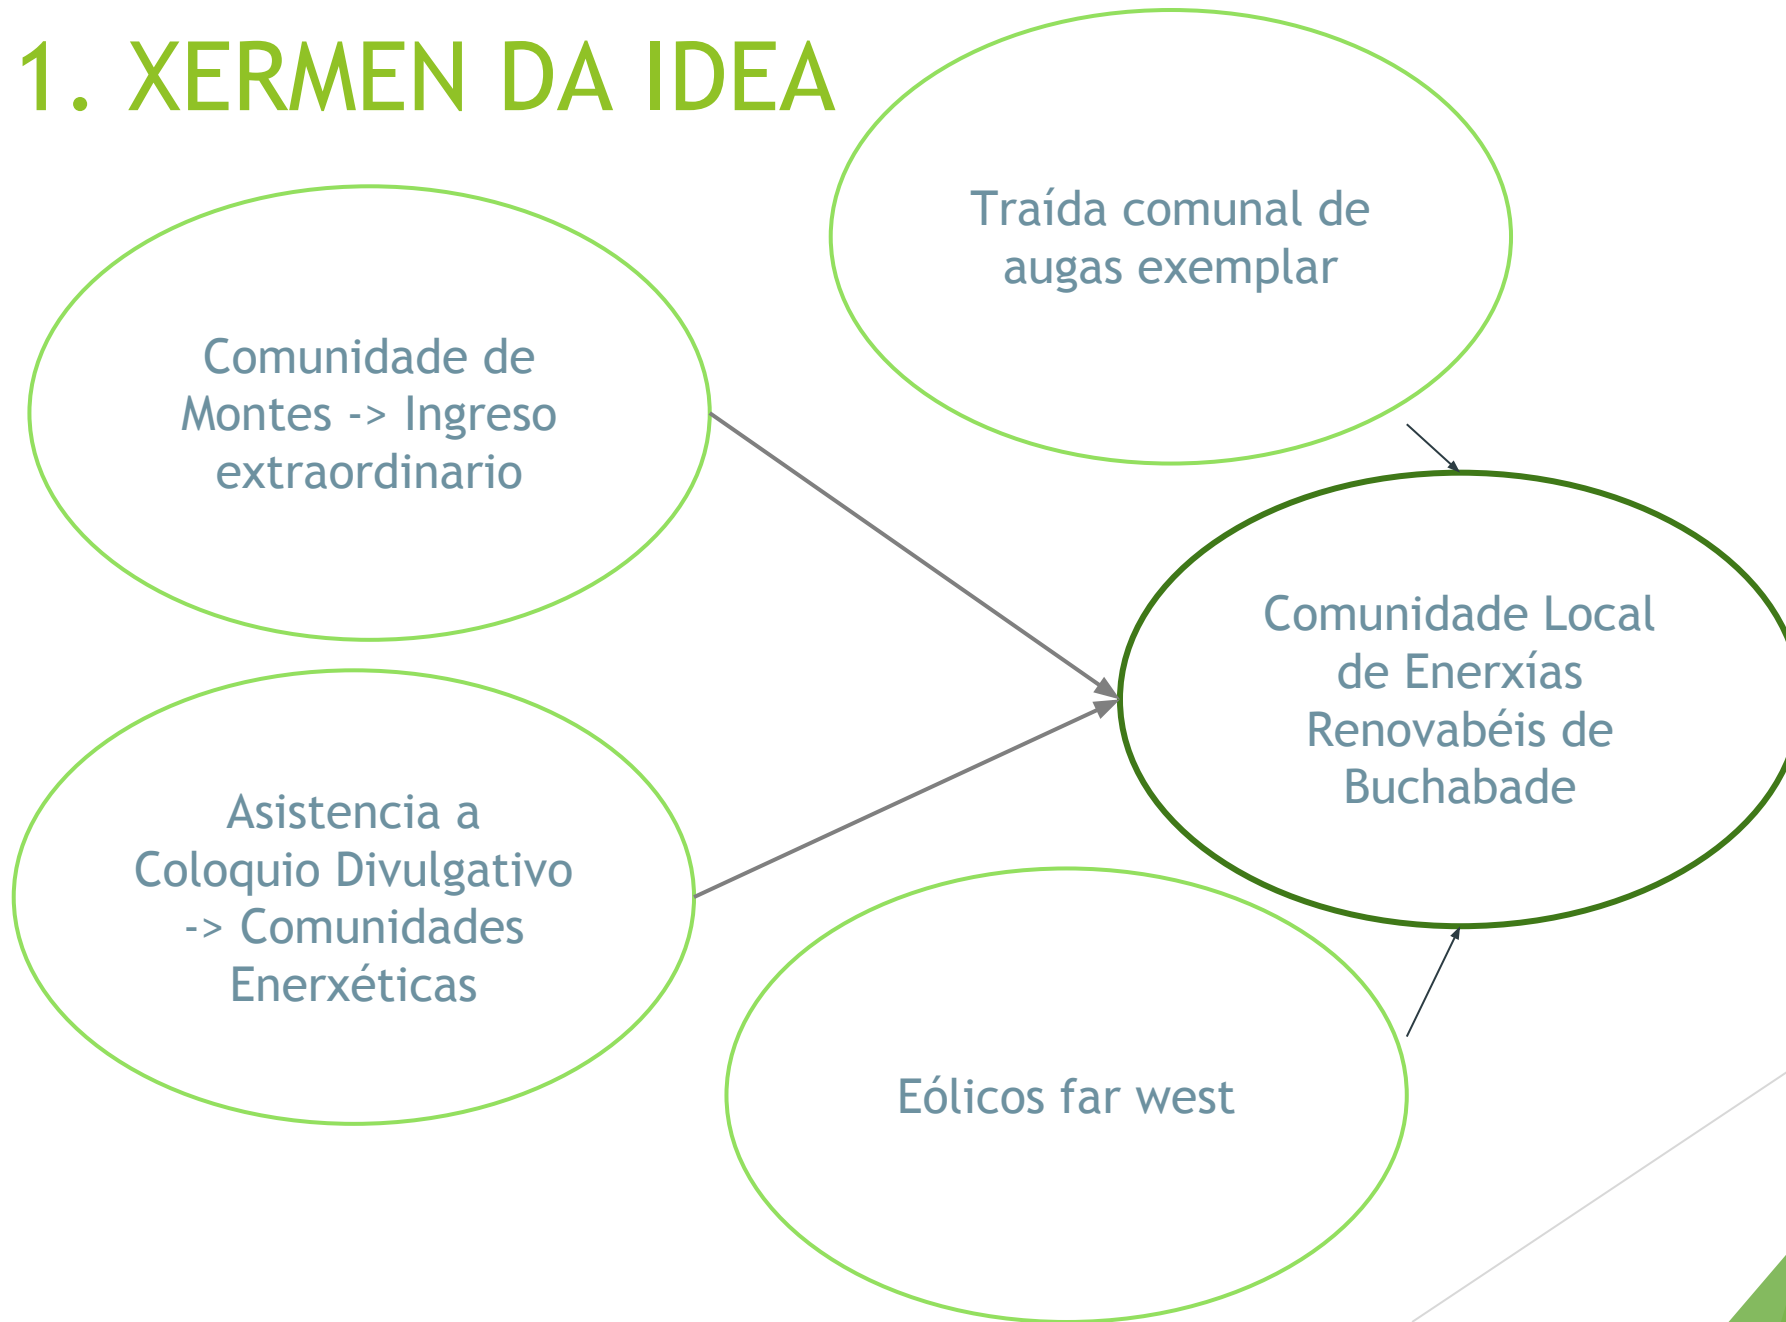 1. XERMEN DA IDEA
Traída comunal de
augas exemplar
Comunidade de
Montes -> Ingreso
extraordinario
Comunidade Local
de Enerxías
Renovabéis de
Buchabade
Asistencia a
Coloquio Divulgativo
-> Comunidades
Enerxéticas
Eólicos far west